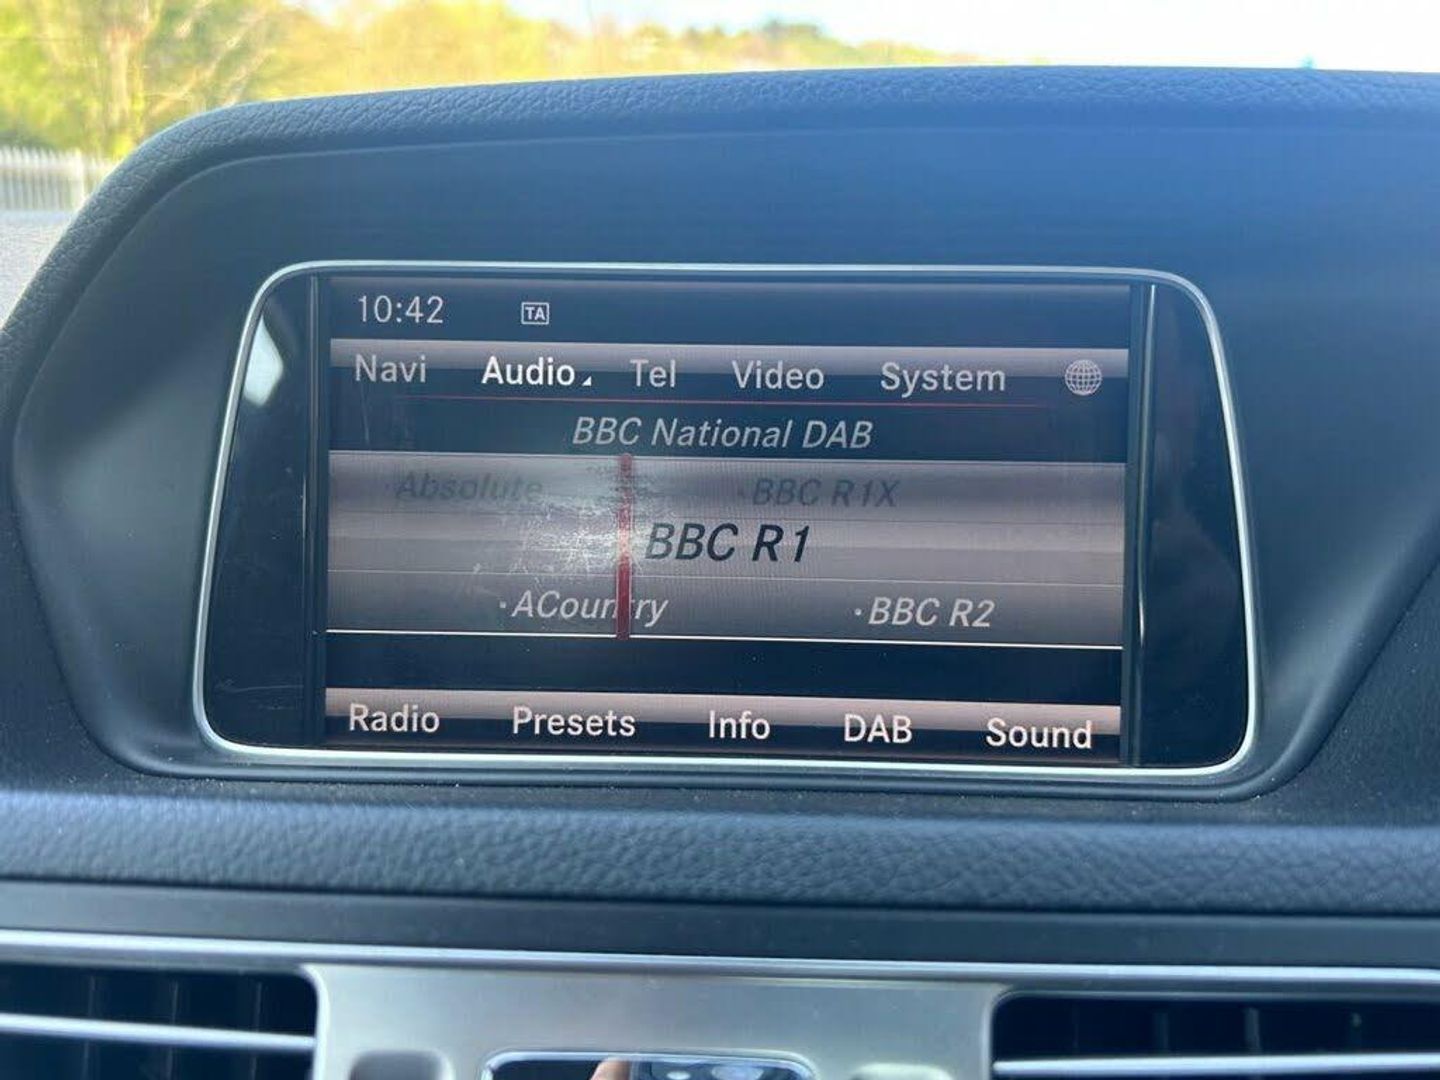 10:42 TA
Navi Audio Tel Video System
BBC National DAB
Absolute ·BBC R1X
BBC R1
·ACountry ·BBC R2
Radio Presets Info DAB Sound